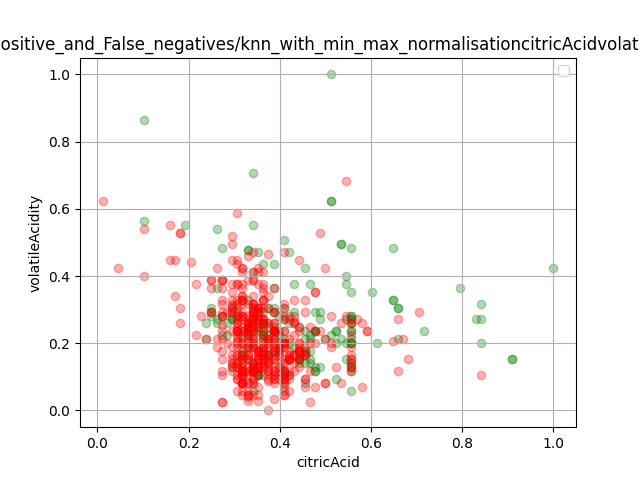 ositive_and_False_negatives/knn_with_min_max_normalisationcitricAcidvolat
1.0
0.8
0.6
0.4
0.2
0.0
volatileAcidity
0.0 0.2 0.4 0.6 0.8 1.0
citricAcid